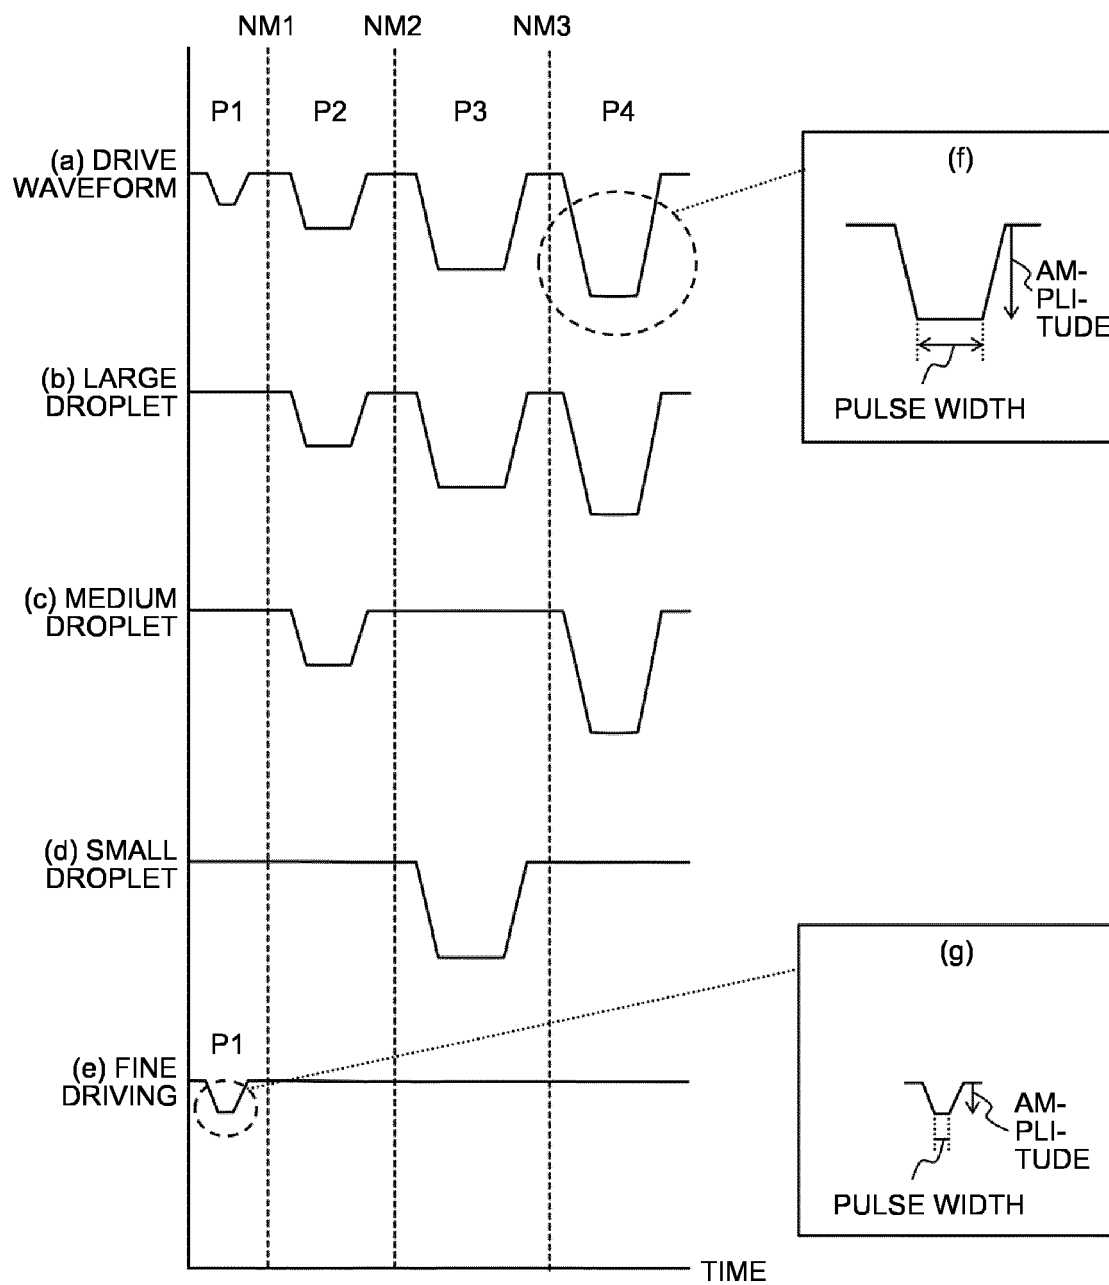 NM1 NM2 NM3
P1 P2 P3 P4
(a) DRIVE
WAVEFORM
(f)
AM-
PLI-
TUDE
PULSE WIDTH
(b) LARGE
DROPLET
(c) MEDIUM
DROPLET
(d) SMALL
DROPLET
(g)
P1
(e) FINE
DRIVING
AM-
PLI-
TUDE
PULSE WIDTH
TIME